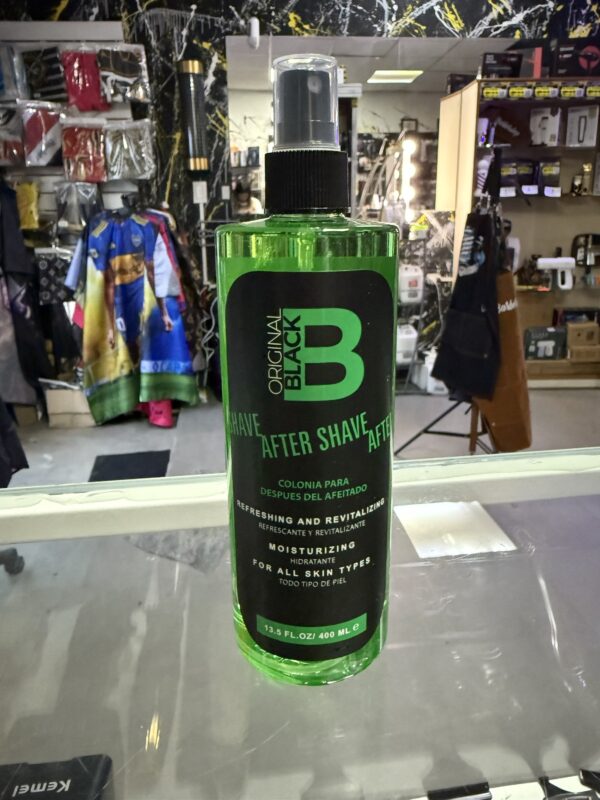 ORIGINAL
BLACK
B
SHAVE AFTER SHAVE AFTE
COLONIA PARA
DESPUES DEL AFEITADO
REFRESHING AND REVITALIZING
REFRESCANTE Y REVITALIZANTE
MOISTURIZING
HIDRATANTE
FOR ALL SKIN TYPES
TODO TIPO DE PIEL
13.5 FL.OZ/ 400 ML ℮
Kemei